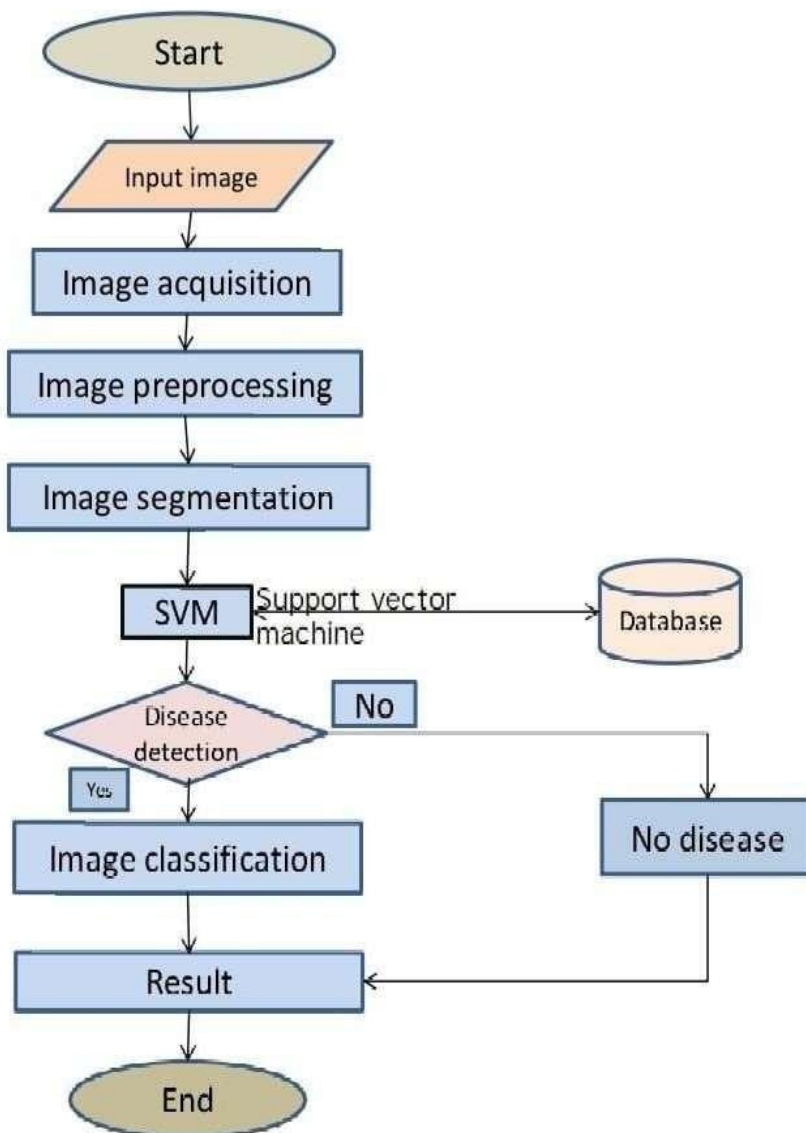 Start
Input image
Image acquisition
Image preprocessing
Image segmentation
SVM
Support vector
machine
Database
Disease
detection
No
Yes
Image classification
No disease
Result
End